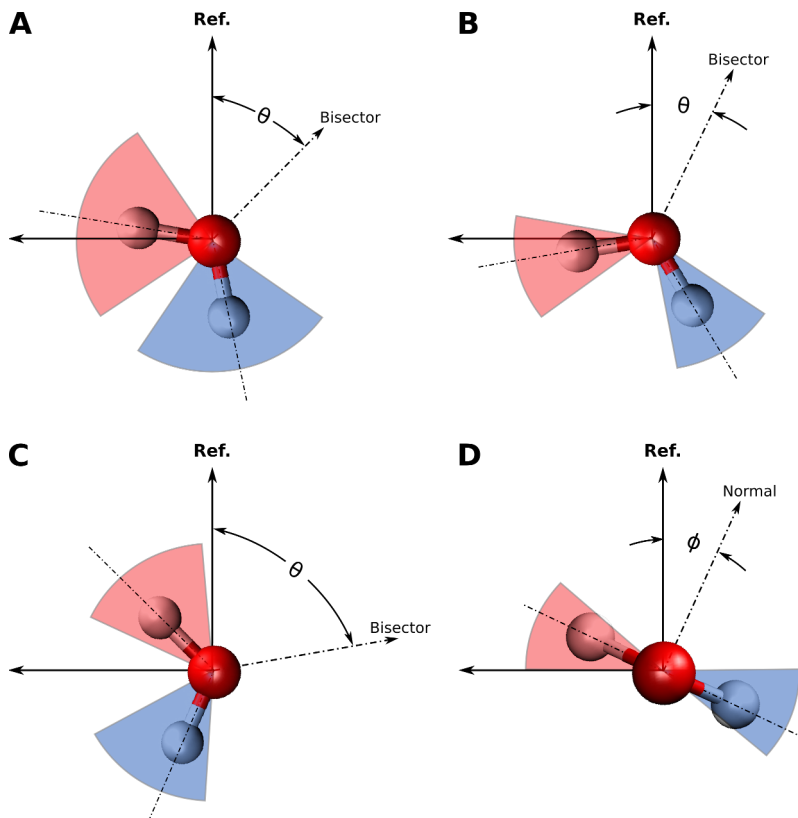 A
Ref.
θ
Bisector
B
Ref.
Bisector
θ
C
Ref.
θ
Bisector
D
Ref.
Normal
ϕ